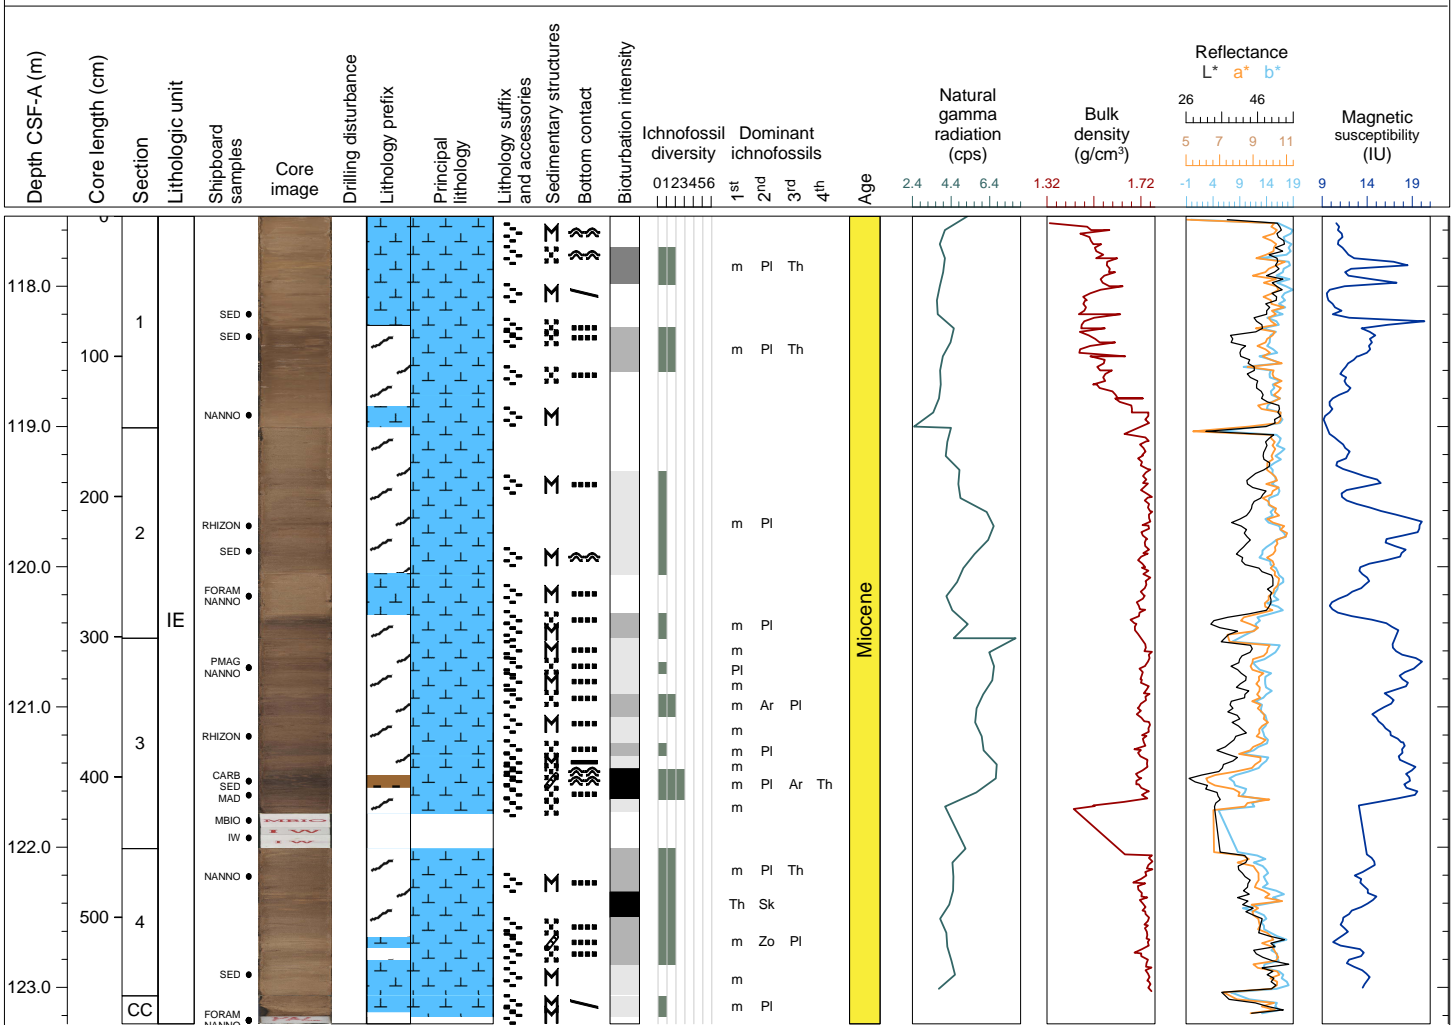 Depth CSF-A (m)
Core length (cm)
Section
Lithologic unit
Shipboard
samples
Core
image
Drilling disturbance
Lithology prefix
Principal
lithology
Lithology suffix
and accessories
Sedimentary structures
Bottom contact
Bioturbation intensity
Ichnofossil
diversity
0123456
Dominant
ichnofossils
1st 2nd 3rd 4th
Age
Natural
gamma
radiation
(cps)
2.4 4.4 6.4
Bulk
density
(g/cm³)
1.32 1.72
Reflectance
L* a* b*
26 46
5 7 9 11
-1 4 9 14 19
Magnetic
susceptibility
(IU)
9 14 19
0
118.0
100
119.0
200
120.0
300
121.0
400
122.0
500
123.0
1
2
3
4
CC
IE
SED
SED
NANNO
RHIZON
SED
FORAM
NANNO
PMAG
NANNO
RHIZON
CARB
SED
MAD
MBIO
IW
NANNO
SED
FORAM
NANNO
MBIO
I W
I W
m Pl Th
m Pl Th
m Pl
m Pl
m
Pl
m
m Ar Pl
m
m Pl
m
m Pl Ar Th
m
m Pl Th
Th Sk
m Zo Pl
m
m Pl
Miocene